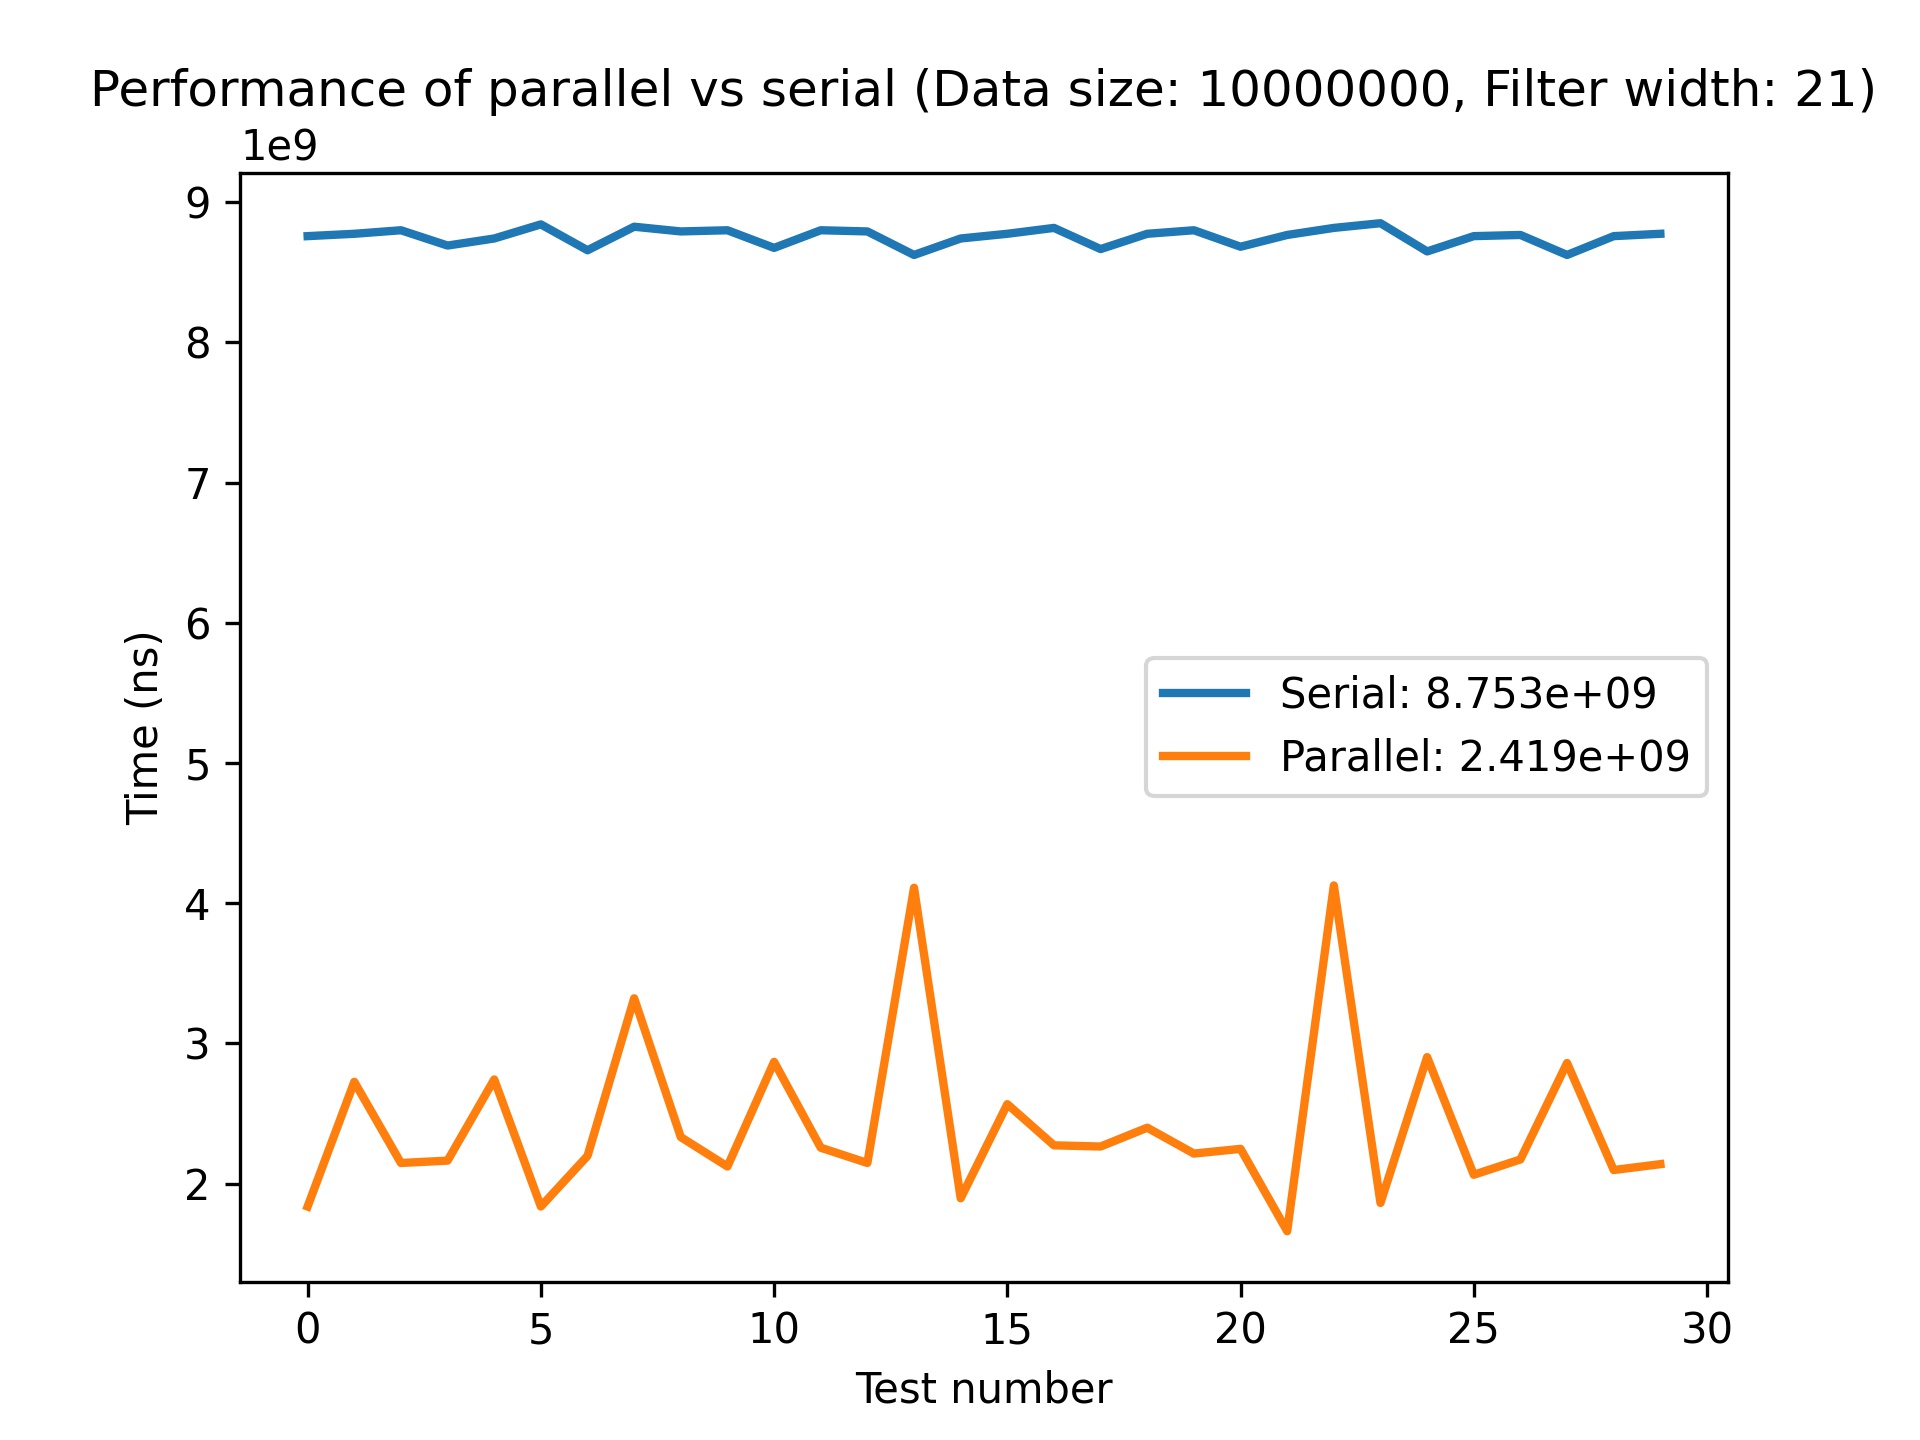 Performance of parallel vs serial (Data size: 10000000, Filter width: 21)
1e9
9
8
7
6
5
4
3
2
Time (ns)
Serial: 8.753e+09
Parallel: 2.419e+09
0 5 10 15 20 25 30
Test number